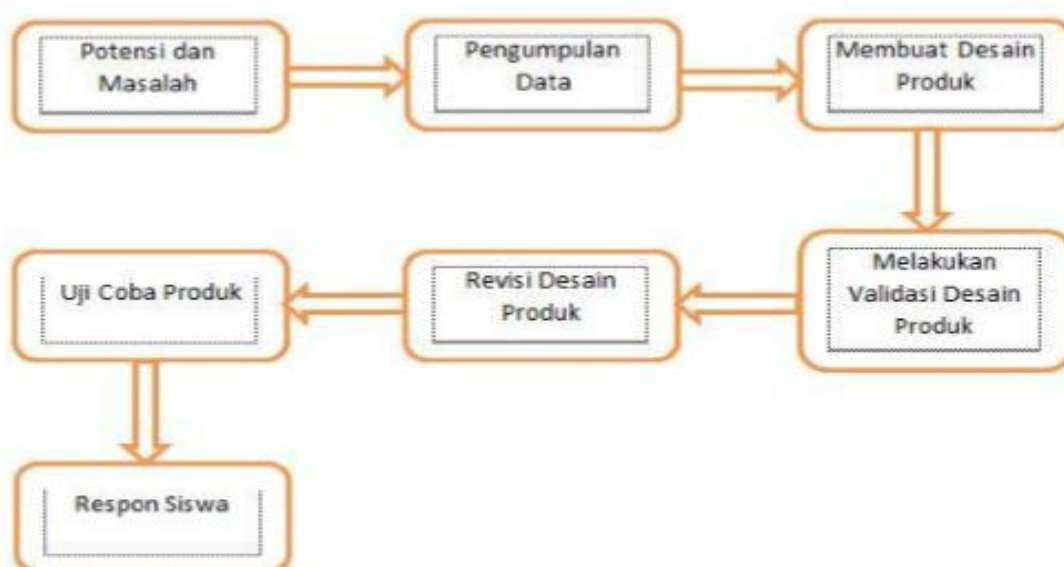 Potensi dan
Masalah
Pengumpulan
Data
Membuat Desain
Produk
Melakukan
Validasi Desain
Produk
Revisi Desain
Produk
Uji Coba Produk
Respon Siswa